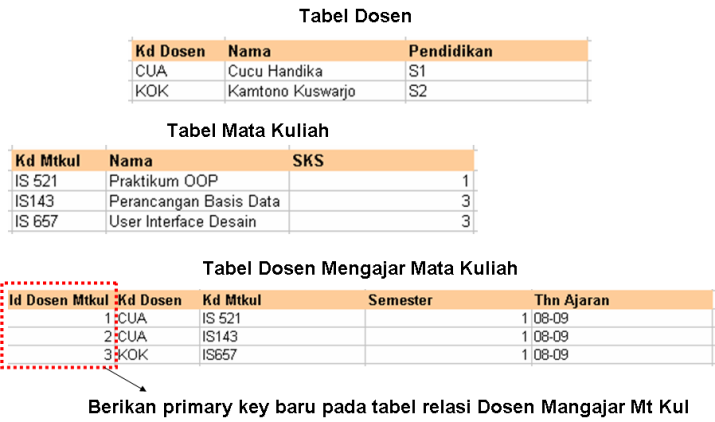 Tabel Dosen
Kd Dosen Nama Pendidikan
CUA Cucu Handika S1
KOK Kamtono Kuswarjo S2
Tabel Mata Kuliah
Kd Mtkul Nama SKS
IS 521 Praktikum OOP 1
IS143 Perancangan Basis Data 3
IS 657 User Interface Desain 3
Tabel Dosen Mengajar Mata Kuliah
Id Dosen Mtkul Kd Dosen Kd Mtkul Semester Thn Ajaran
1 CUA IS 521 1 08-09
2 CUA IS143 1 08-09
3 KOK IS657 1 08-09
Berikan primary key baru pada tabel relasi Dosen Mangajar Mt Kul